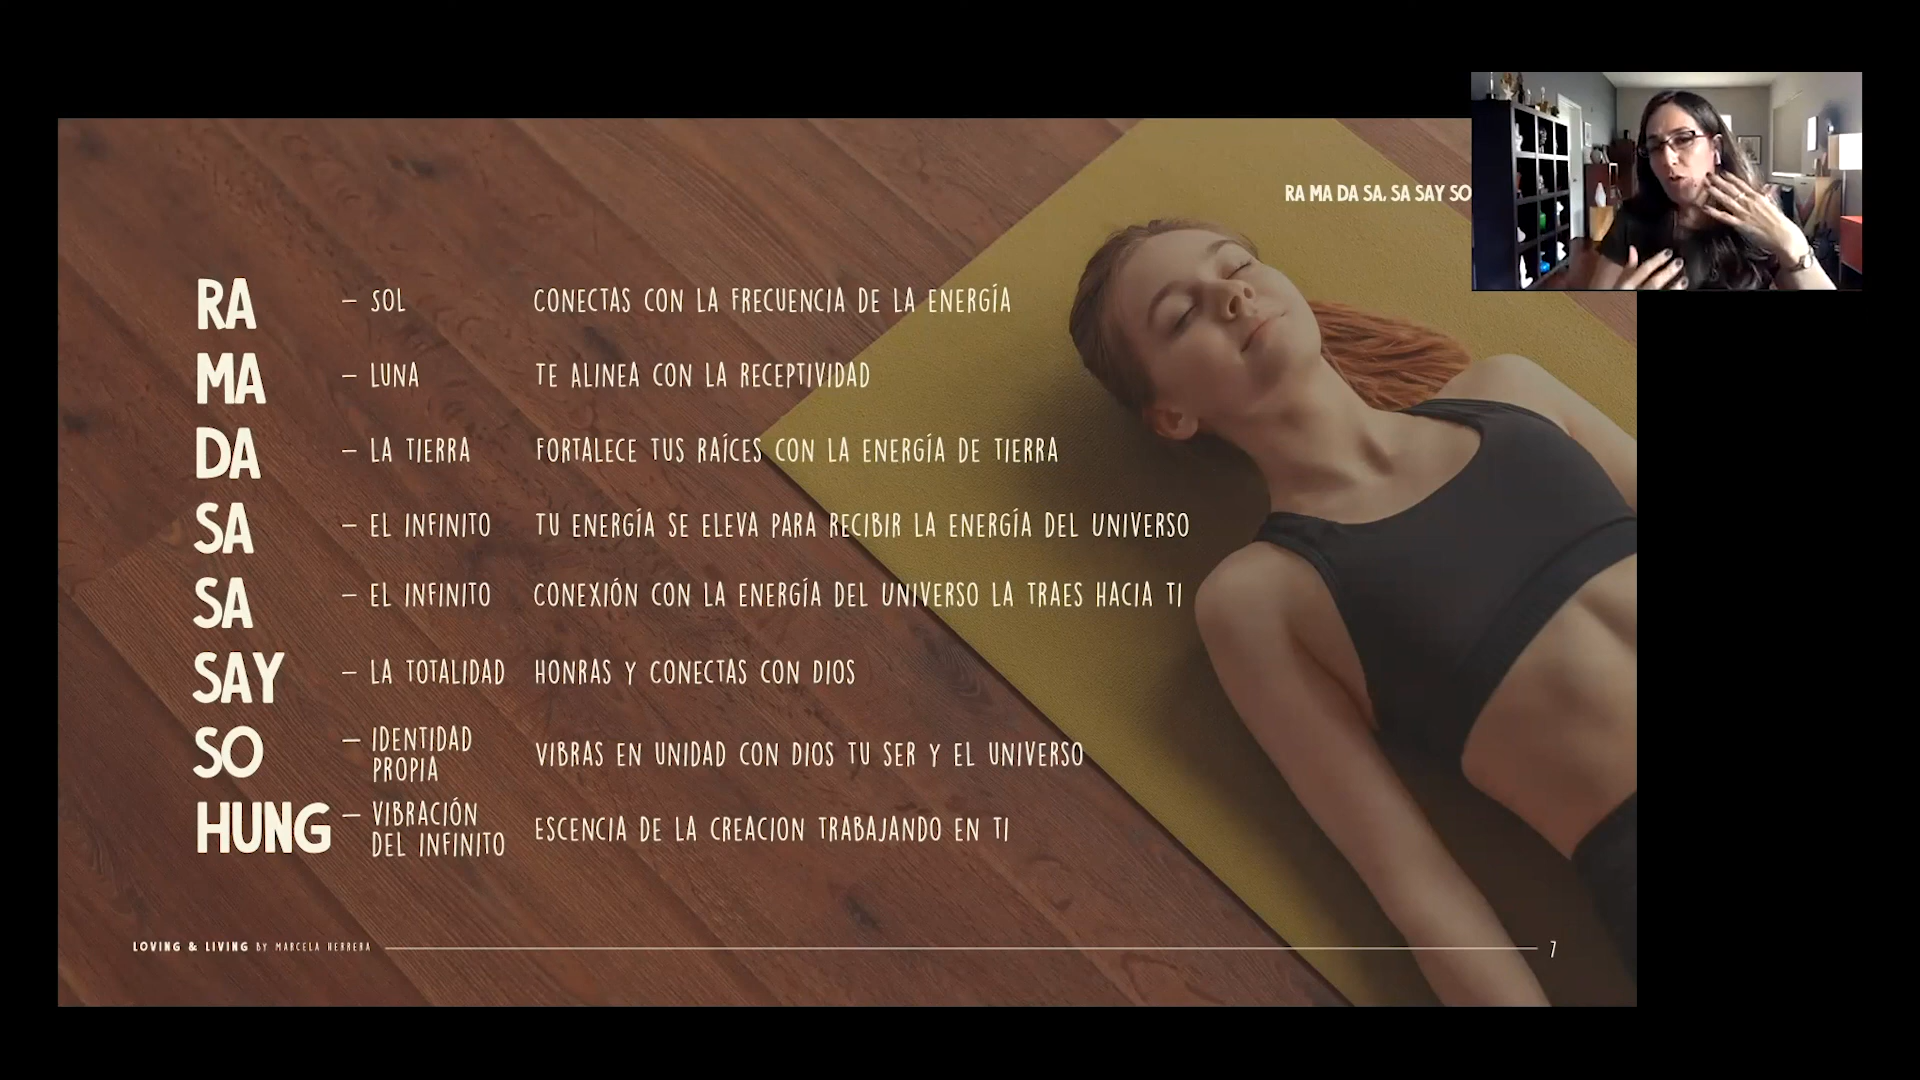 RA MA DA SA, SA SAY SO
RA – SOL CONECTAS CON LA FRECUENCIA DE LA ENERGÍA
MA – LUNA TE ALINEA CON LA RECEPTIVIDAD
DA – LA TIERRA FORTALECE TUS RAÍCES CON LA ENERGÍA DE TIERRA
SA – EL INFINITO TU ENERGÍA SE ELEVA PARA RECIBIR LA ENERGÍA DEL UNIVERSO
SA – EL INFINITO CONEXIÓN CON LA ENERGÍA DEL UNIVERSO LA TRAES HACIA TI
SAY – LA TOTALIDAD HONRAS Y CONECTAS CON DIOS
SO – IDENTIDAD
PROPIA VIBRAS EN UNIDAD CON DIOS TU SER Y EL UNIVERSO
HUNG – VIBRACIÓN
DEL INFINITO ESCENCIA DE LA CREACION TRABAJANDO EN TI
LOVING & LIVING BY MARCELA HERRERA 7